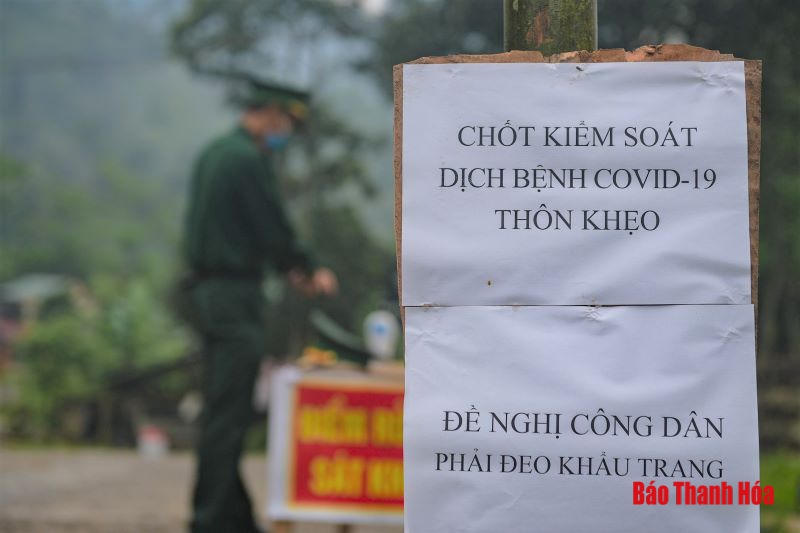 CHỐT KIỂM SOÁT
DỊCH BỆNH COVID-19
THÔN KHẸO
ĐỀ NGHỊ CÔNG DÂN
PHẢI ĐEO KHẨU TRANG
Báo Thanh Hóa
SÁT